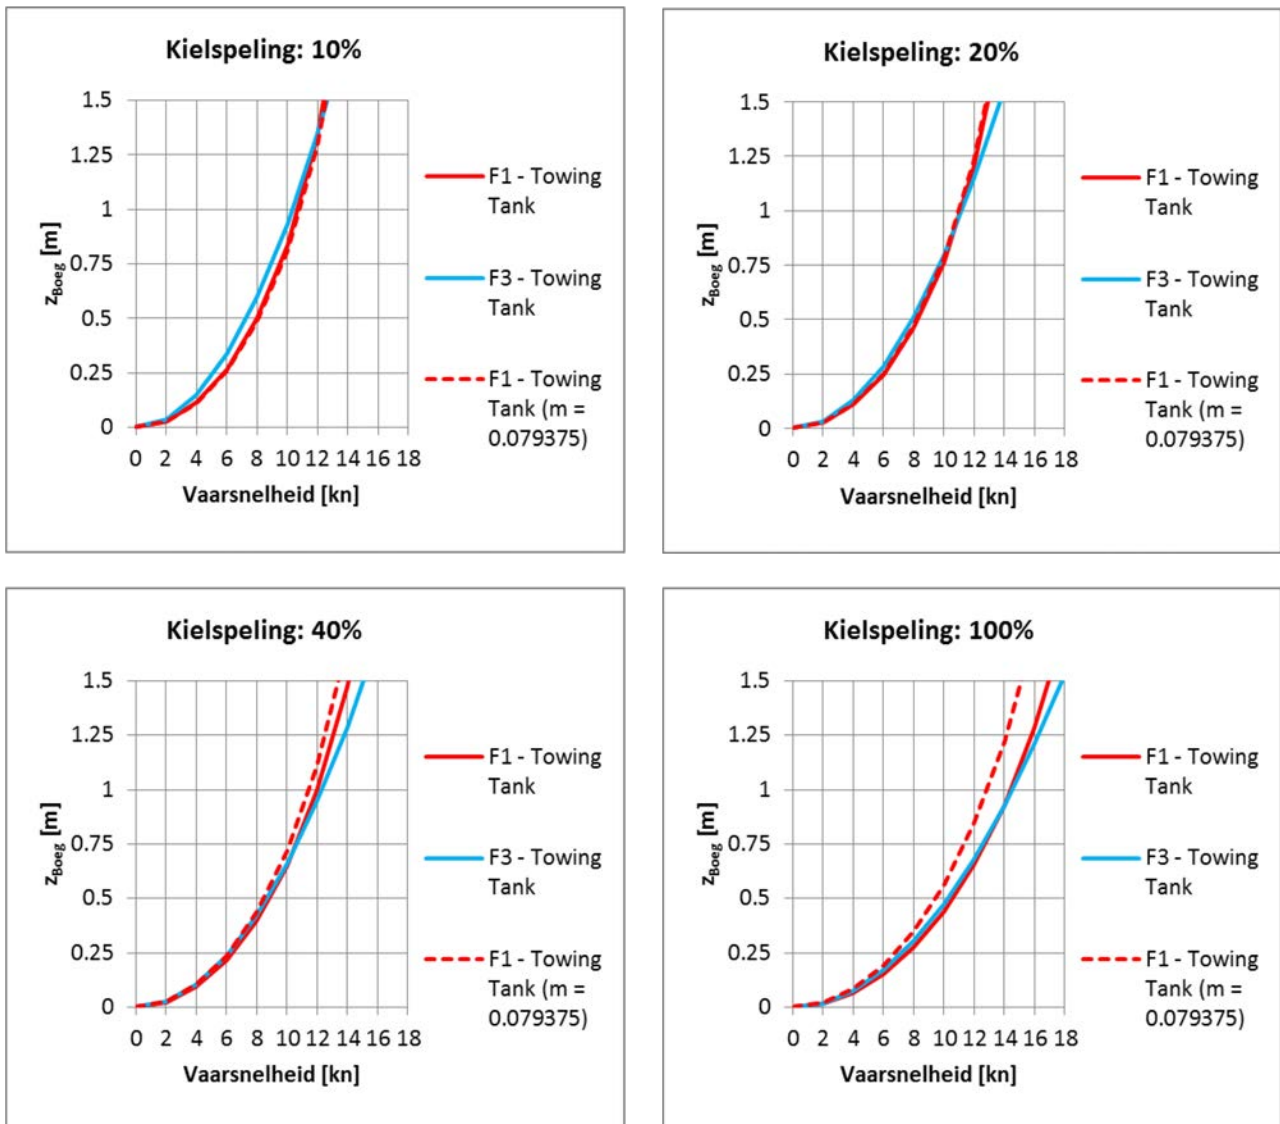 Kielspeling: 10%
1.5
1.25
1
0.75
0.5
0.25
0
0 2 4 6 8 10 12 14 16 18
z_Boeg [m]
Vaarsnelheid [kn]
F1 - Towing
Tank
F3 - Towing
Tank
F1 - Towing
Tank (m =
0.079375)
Kielspeling: 20%
1.5
1.25
1
0.75
0.5
0.25
0
0 2 4 6 8 10 12 14 16 18
z_Boeg [m]
Vaarsnelheid [kn]
F1 - Towing
Tank
F3 - Towing
Tank
F1 - Towing
Tank (m =
0.079375)
Kielspeling: 40%
1.5
1.25
1
0.75
0.5
0.25
0
0 2 4 6 8 10 12 14 16 18
z_Boeg [m]
Vaarsnelheid [kn]
F1 - Towing
Tank
F3 - Towing
Tank
F1 - Towing
Tank (m =
0.079375)
Kielspeling: 100%
1.5
1.25
1
0.75
0.5
0.25
0
0 2 4 6 8 10 12 14 16 18
z_Boeg [m]
Vaarsnelheid [kn]
F1 - Towing
Tank
F3 - Towing
Tank
F1 - Towing
Tank (m =
0.079375)